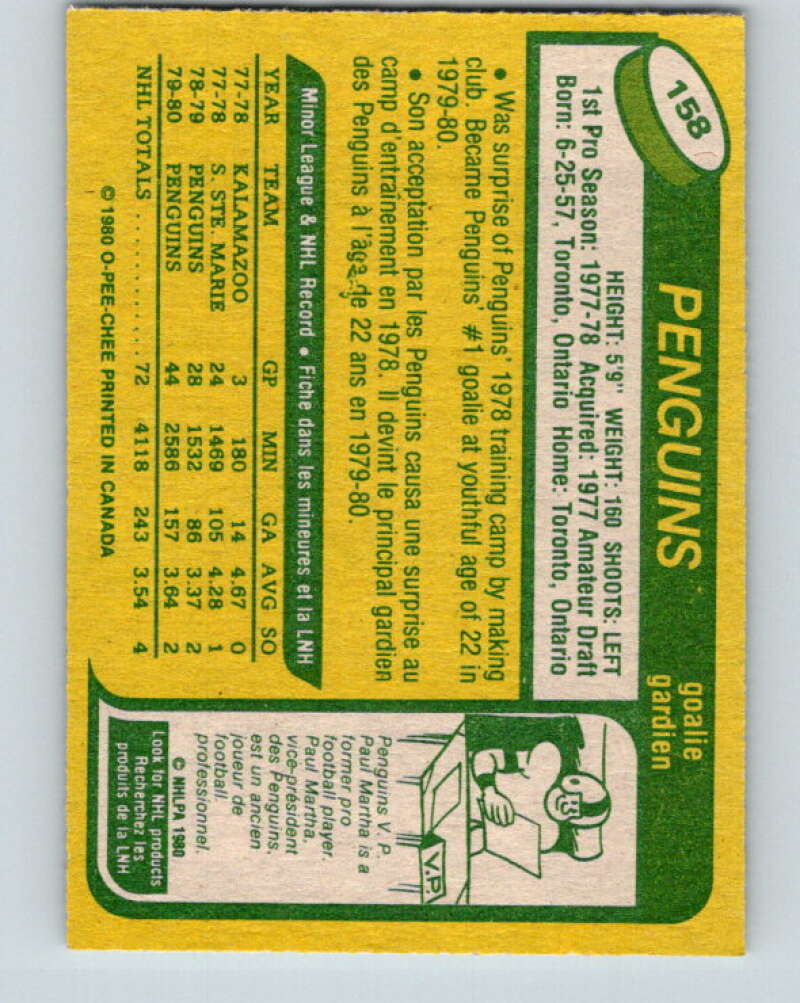 158
PENGUINS
goalie
gardien
HEIGHT: 5'9" WEIGHT: 160 SHOOTS: LEFT
1st Pro Season: 1977-78 Acquired: 1977 Amateur Draft
Born: 6-25-57, Toronto, Ontario Home: Toronto, Ontario
• Was surprise of Penguins' 1978 training camp by making
club. Became Penguins' #1 goalie at youthful age of 22 in
1979-80.
• Son acceptation par les Penguins causa une surprise au
camp d'entraînement en 1978. Il devint le principal gardien
des Penguins à l'âge de 22 ans en 1979-80.
Minor League & NHL Record • Fiche dans les mineures et la LNH
YEAR TEAM GP MIN GA AVG SO
77-78 KALAMAZOO 3 180 14 4.67 0
77-78 S. STE. MARIE 24 1469 105 4.28 1
78-79 PENGUINS 28 1532 86 3.37 2
79-80 PENGUINS 44 2586 157 3.64 2
NHL TOTALS ............ 72 4118 243 3.54 4
© 1980 O-PEE-CHEE PRINTED IN CANADA
V.P.
Penguins V. P.
Paul Martha is a
former pro
football player.
Paul Martha,
vice-président
des Penguins,
est un ancien
joueur de
football
professionnel.
© NHLPA 1980
Look for NHL products
Recherchez les
produits de la LNH